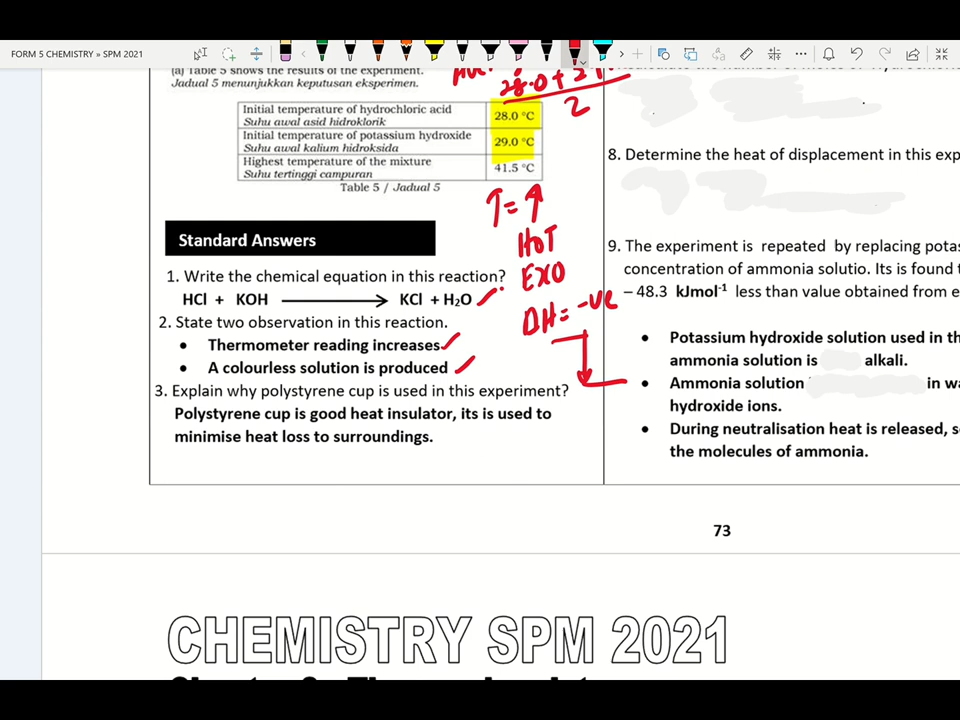 FORM 5 CHEMISTRY » SPM 2021
(a) Table 5 shows the results of the experiment.
Jadual 5 menunjukkan keputusan eksperimen.
28.0 +
2
Initial temperature of hydrochloric acid
Suhu awal asid hidroklorik
28.0 °C
Initial temperature of potassium hydroxide
Suhu awal kalium hidroksida
29.0 °C
Highest temperature of the mixture
Suhu tertinggi campuran
41.5 °C
Table 5 / Jadual 5
↑ = ↑
HOT
EXO
ΔH = -ve
Standard Answers
1. Write the chemical equation in this reaction?
HCl + KOH ⟶ KCl + H₂O
2. State two observation in this reaction.
• Thermometer reading increases
• A colourless solution is produced
3. Explain why polystyrene cup is used in this experiment?
Polystyrene cup is good heat insulator, its is used to
minimise heat loss to surroundings.
8. Determine the heat of displacement in this exp
9. The experiment is repeated by replacing potas
concentration of ammonia solutio. Its is found t
– 48.3 kJmol⁻¹ less than value obtained from e
• Potassium hydroxide solution used in th
ammonia solution is alkali.
• Ammonia solution in wa
hydroxide ions.
• During neutralisation heat is released, s
the molecules of ammonia.
73
CHEMISTRY SPM 2021